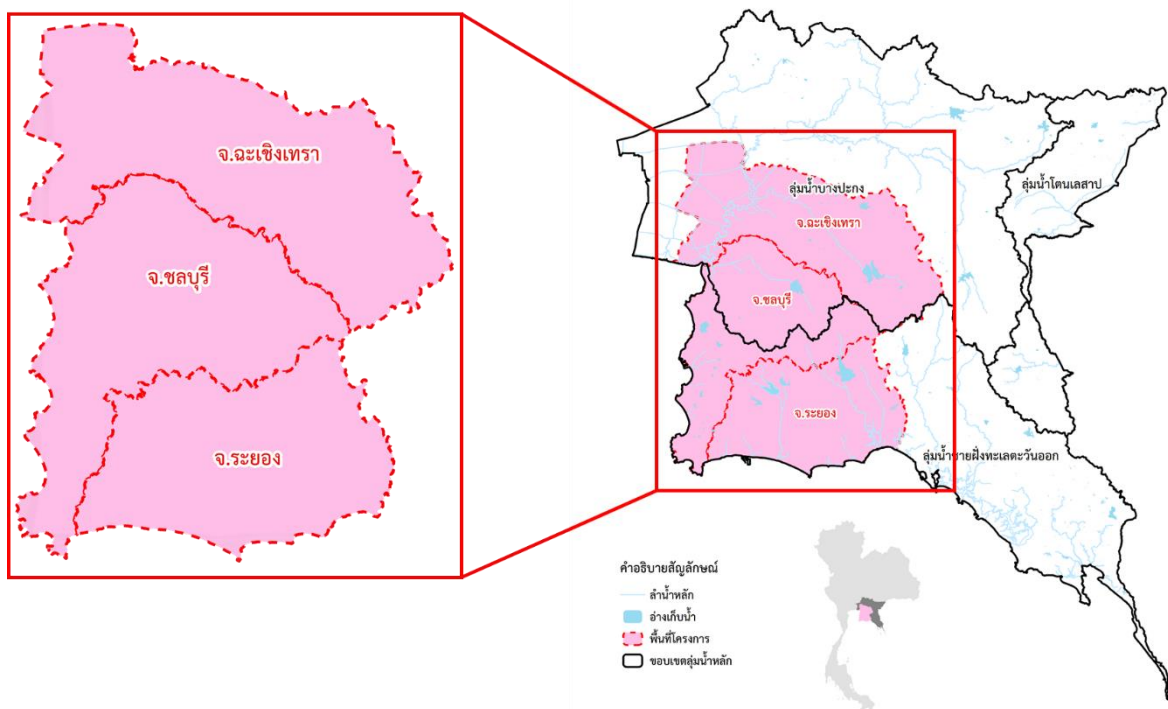 จ.ฉะเชิงเทรา
จ.ชลบุรี
จ.ระยอง
ลุ่มน้ำบางปะกง
ลุ่มน้ำโตนเลสาป
จ.ฉะเชิงเทรา
จ.ชลบุรี
จ.ระยอง
ลุ่มน้ำชายฝั่งทะเลตะวันออก
คำอธิบายสัญลักษณ์
ลำน้ำหลัก
อ่างเก็บน้ำ
พื้นที่โครงการ
ขอบเขตลุ่มน้ำหลัก